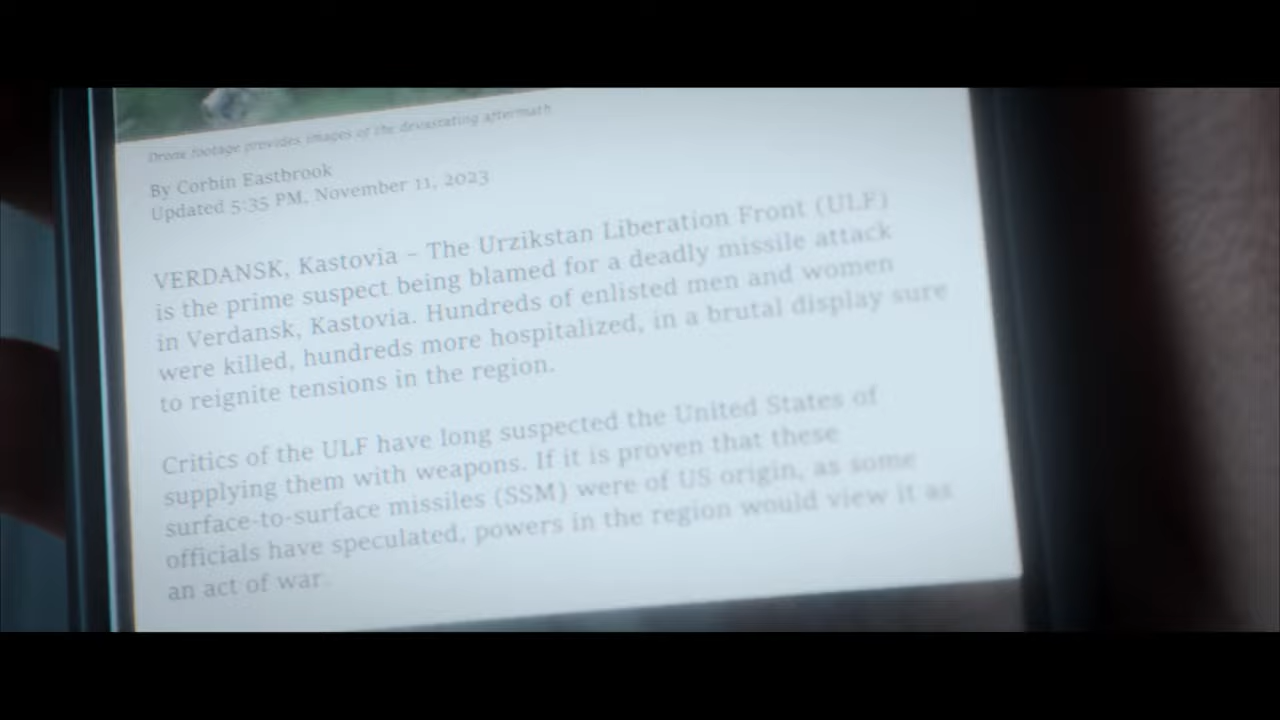 Drone footage provides images of the devastating aftermath
By Corbin Eastbrook
Updated 5:35 PM, November 11, 2023
VERDANSK, Kastovia – The Urzikstan Liberation Front (ULF)
is the prime suspect being blamed for a deadly missile attack
in Verdansk, Kastovia. Hundreds of enlisted men and women
were killed, hundreds more hospitalized, in a brutal display sure
to reignite tensions in the region.
Critics of the ULF have long suspected the United States of
supplying them with weapons. If it is proven that these
surface-to-surface missiles (SSM) were of US origin, as some
officials have speculated, powers in the region would view it as
an act of war.